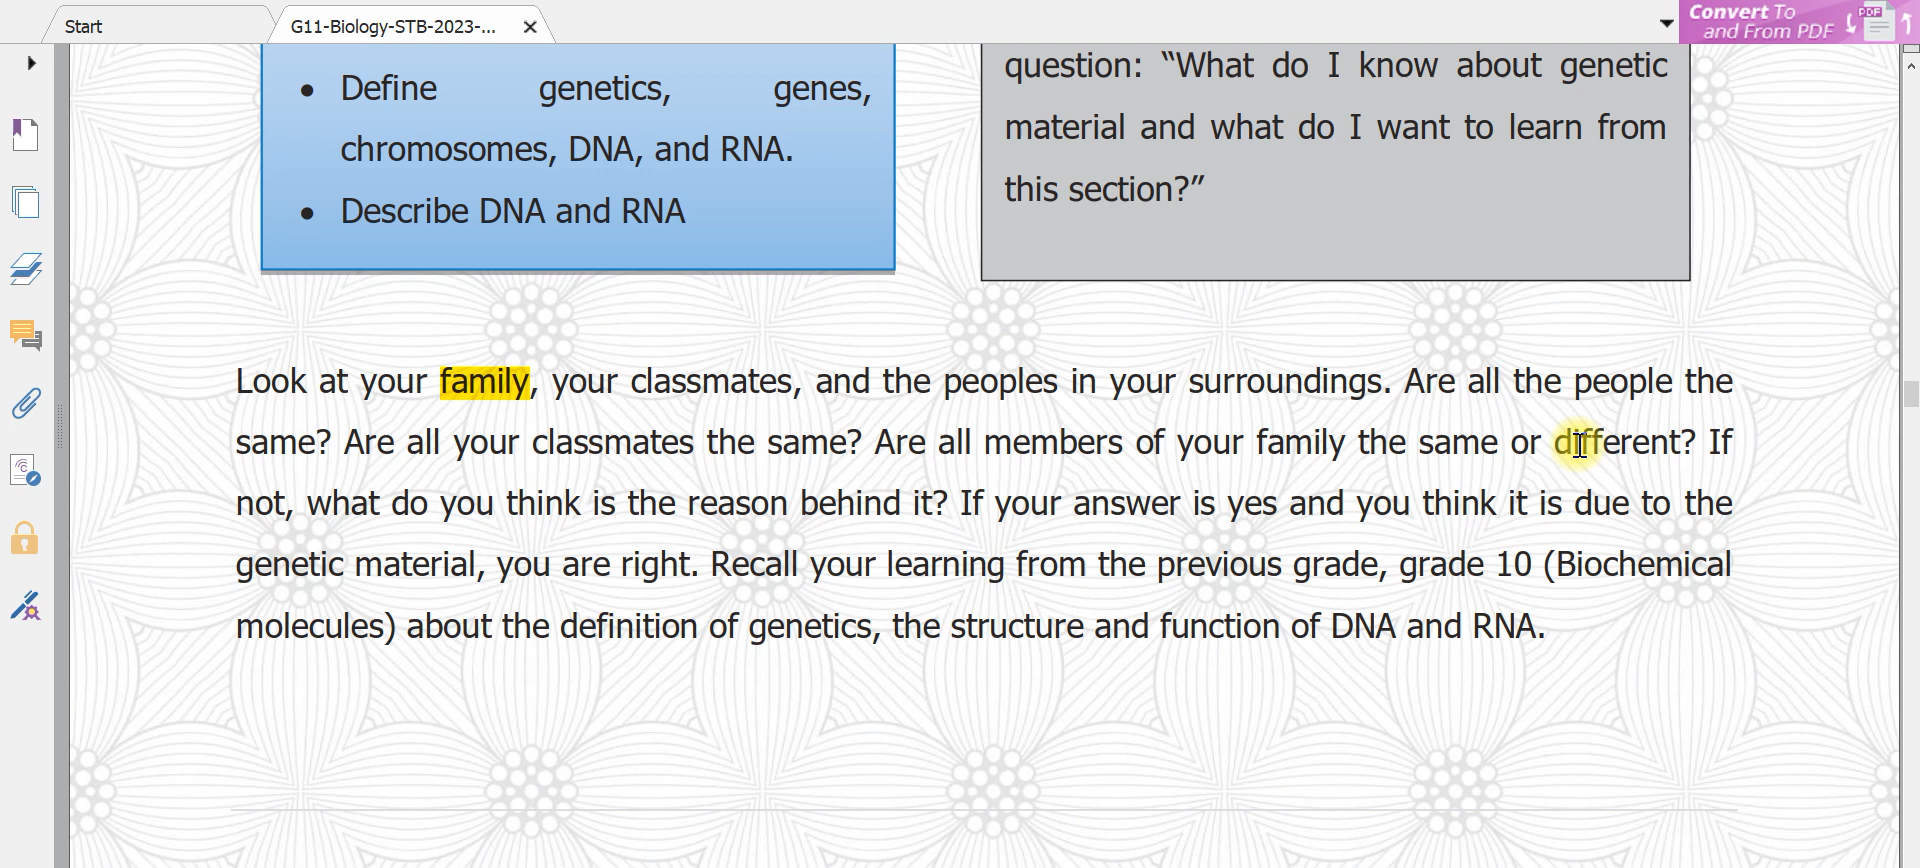 Start
G11-Biology-STB-2023-...
Convert To
and From PDF
PDF
Define genetics, genes,
chromosomes, DNA, and RNA.
Describe DNA and RNA
question: “What do I know about genetic
material and what do I want to learn from
this section?”
Look at your family, your classmates, and the peoples in your surroundings. Are all the people the
same? Are all your classmates the same? Are all members of your family the same or different? If
not, what do you think is the reason behind it? If your answer is yes and you think it is due to the
genetic material, you are right. Recall your learning from the previous grade, grade 10 (Biochemical
molecules) about the definition of genetics, the structure and function of DNA and RNA.